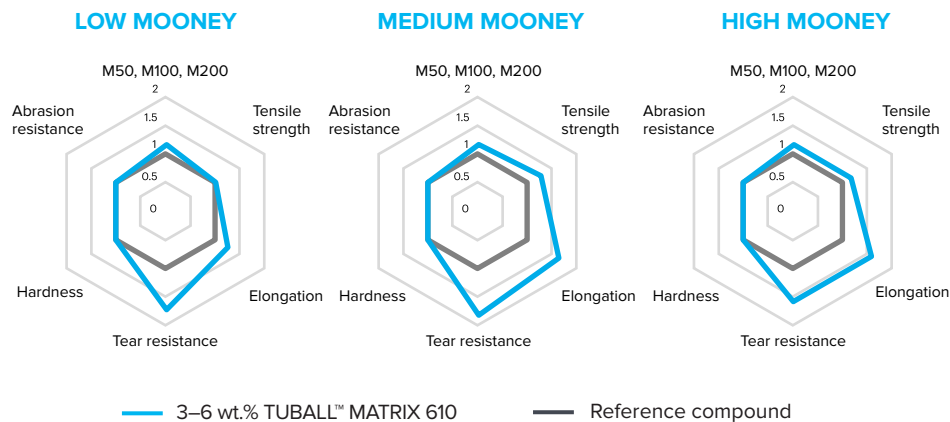 LOW MOONEY
M50, M100, M200
2
1.5
1
0.5
0
Abrasion
resistance
Tensile
strength
Hardness
Elongation
Tear resistance
MEDIUM MOONEY
M50, M100, M200
2
1.5
1
0.5
0
Abrasion
resistance
Tensile
strength
Hardness
Elongation
Tear resistance
HIGH MOONEY
M50, M100, M200
2
1.5
1
0.5
0
Abrasion
resistance
Tensile
strength
Hardness
Elongation
Tear resistance
3–6 wt.% TUBALL™ MATRIX 610
Reference compound